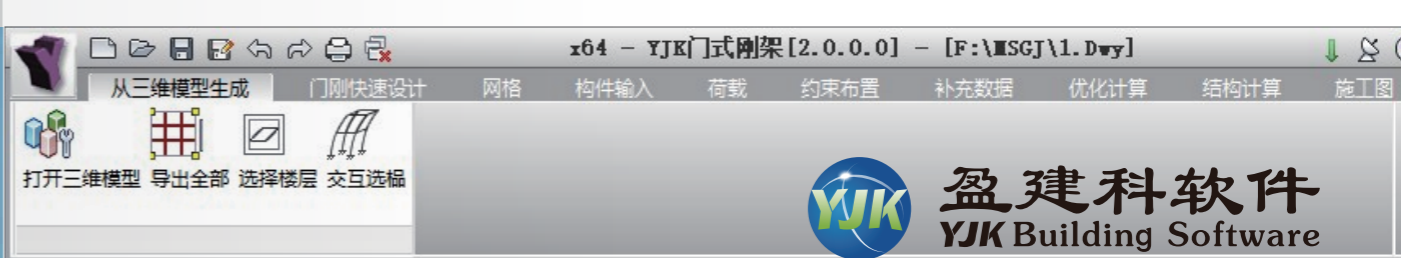 x64 - YJK门式刚架[2.0.0.0] - [F:\MSGJ\1.Dwy]
从三维模型生成 门刚快速设计 网格 构件输入 荷载 约束布置 补充数据 优化计算 结构计算 施工图
打开三维模型 导出全部 选择楼层 交互选榀
YJK 盈建科软件
YJK Building Software